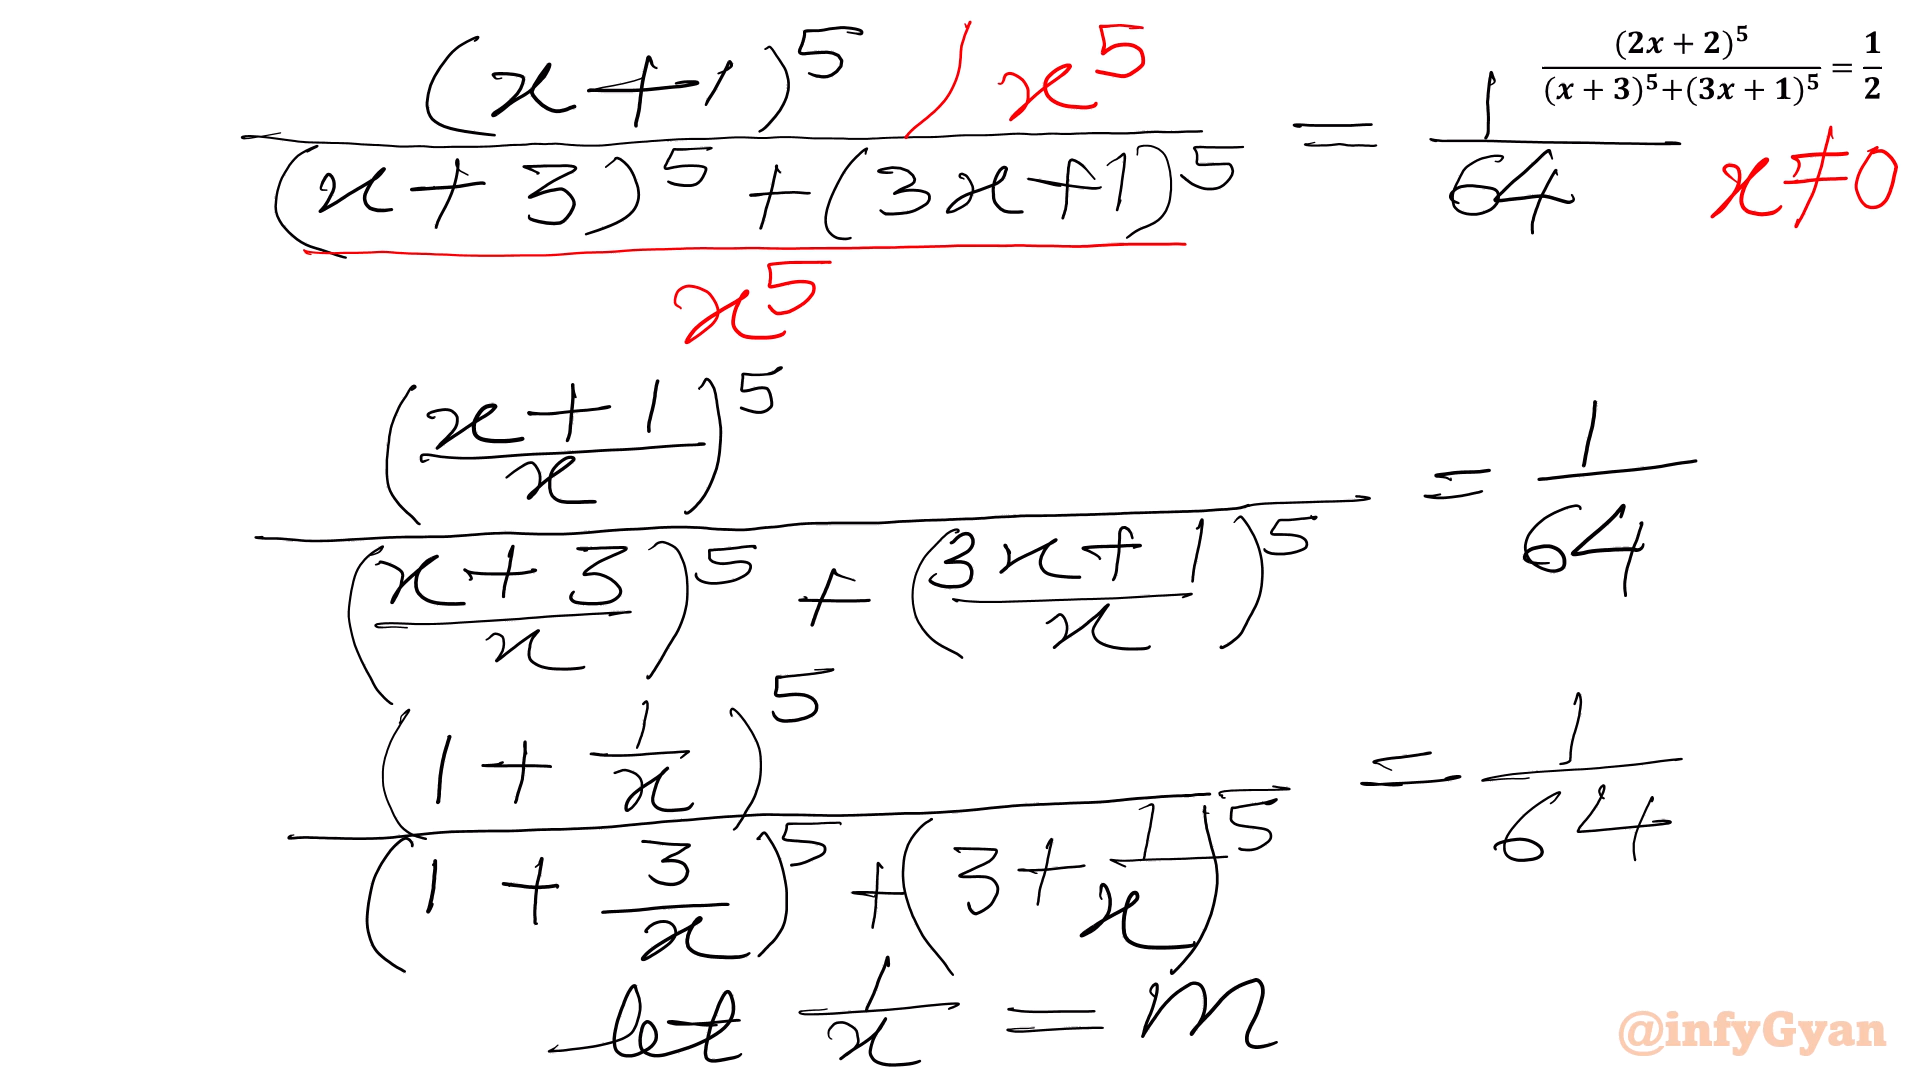 (2x + 2)⁵ / ((x + 3)⁵+(3x + 1)⁵) = 1/2
((x+1)⁵ / x⁵) / (((x+3)⁵ + (3x+1)⁵) / x⁵) = 1/64 x≠0
((x+1)/x)⁵ / (((x+3)/x)⁵ + ((3x+1)/x)⁵) = 1/64
(1 + 1/x)⁵ / ((1 + 3/x)⁵ + (3 + 1/x)⁵) = 1/64
let 1/x = m
@infyGyan